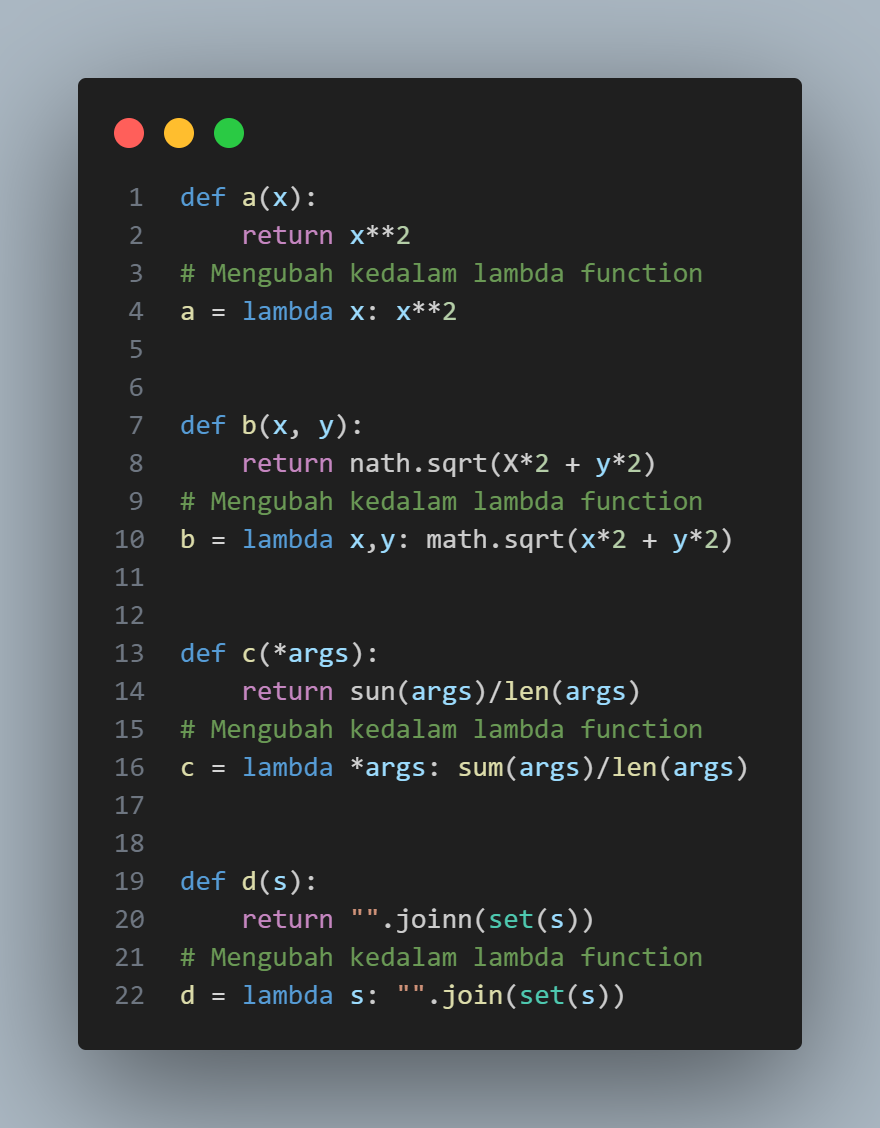 1 def a(x):
2     return x**2
3 # Mengubah kedalam lambda function
4 a = lambda x: x**2
5
6
7 def b(x, y):
8     return nath.sqrt(X*2 + y*2)
9 # Mengubah kedalam lambda function
10 b = lambda x,y: math.sqrt(x*2 + y*2)
11
12
13 def c(*args):
14     return sun(args)/len(args)
15 # Mengubah kedalam lambda function
16 c = lambda *args: sum(args)/len(args)
17
18
19 def d(s):
20     return "".joinn(set(s))
21 # Mengubah kedalam lambda function
22 d = lambda s: "".join(set(s))